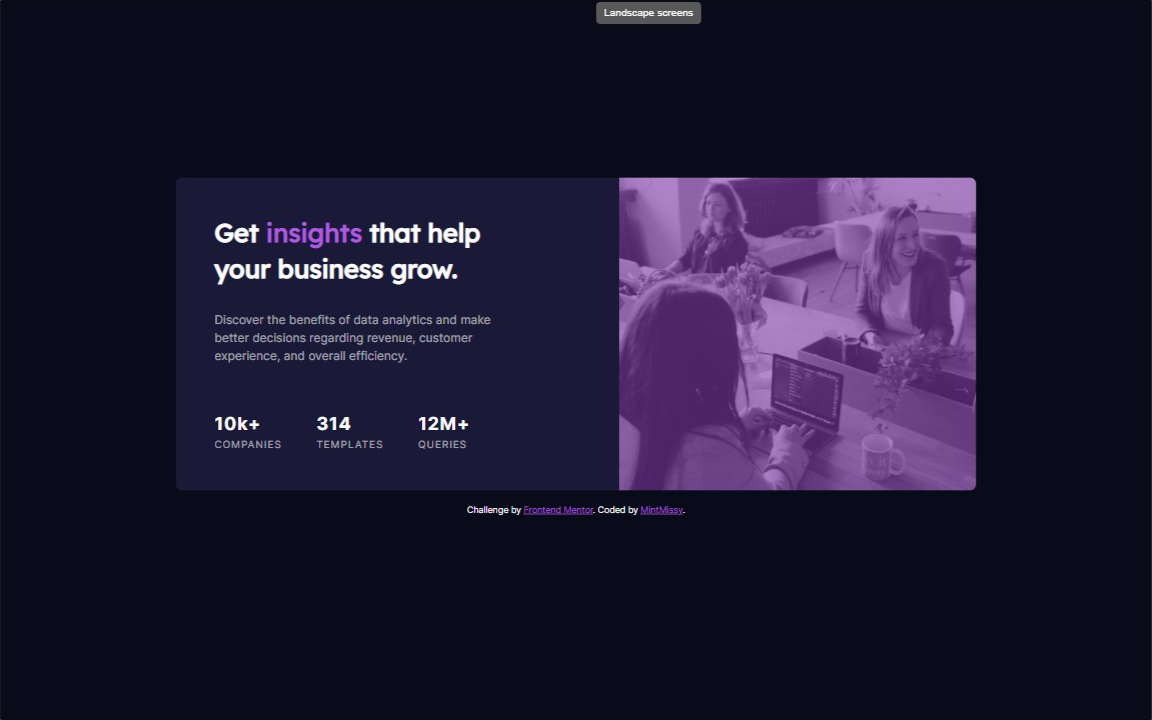 Landscape screens
Get insights that help
your business grow.
Discover the benefits of data analytics and make
better decisions regarding revenue, customer
experience, and overall efficiency.
10k+ 314 12M+
COMPANIES TEMPLATES QUERIES
Challenge by Frontend Mentor. Coded by MintMissy.